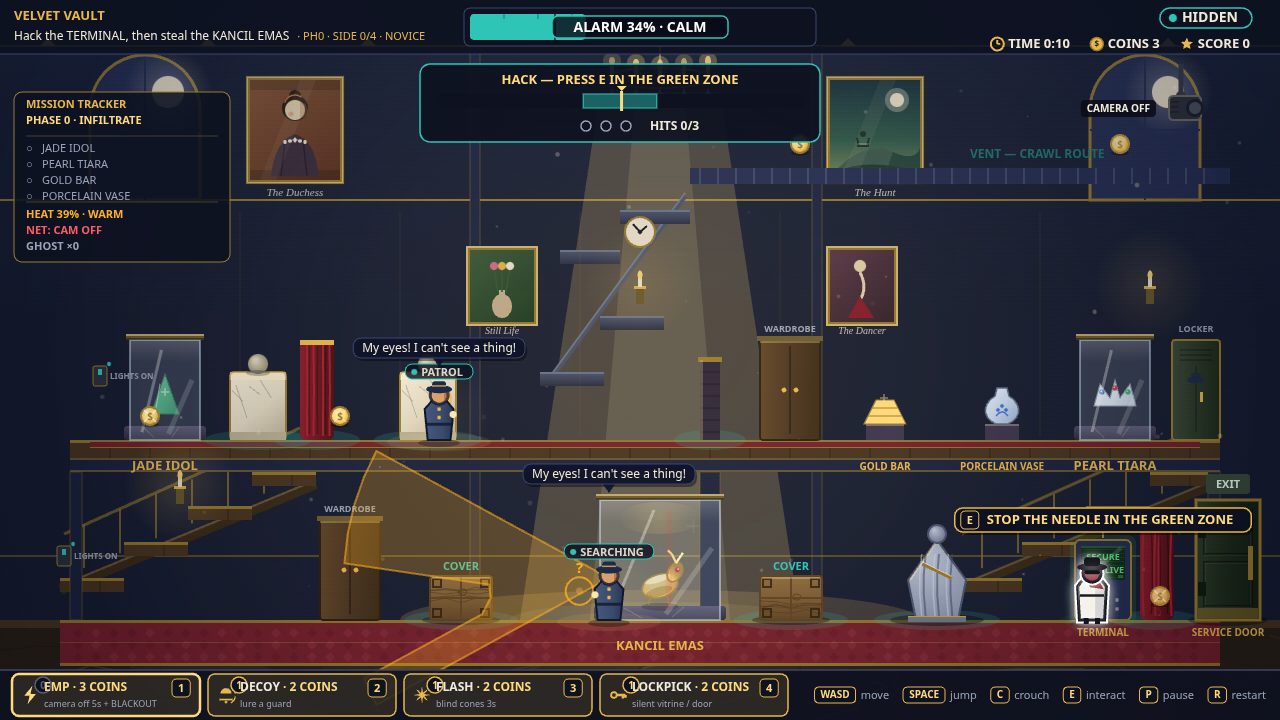 VELVET VAULT
Hack the TERMINAL, then steal the KANCIL EMAS · PH0 · SIDE 0/4 · NOVICE
ALARM 34% · CALM
HIDDEN
TIME 0:10
COINS 3
SCORE 0
HACK — PRESS E IN THE GREEN ZONE
HITS 0/3
MISSION TRACKER
PHASE 0 · INFILTRATE
JADE IDOL
PEARL TIARA
GOLD BAR
PORCELAIN VASE
HEAT 39% · WARM
NET: CAM OFF
GHOST ×0
The Duchess
The Hunt
CAMERA OFF
VENT — CRAWL ROUTE
Still Life
The Dancer
WARDROBE
LOCKER
My eyes! I can't see a thing!
PATROL
LIGHTS ON
JADE IDOL
GOLD BAR
PORCELAIN VASE
PEARL TIARA
My eyes! I can't see a thing!
EXIT
WARDROBE
E STOP THE NEEDLE IN THE GREEN ZONE
LIGHTS ON
SEARCHING
?
COVER
COVER
SECURE
LIVE
TERMINAL
SERVICE DOOR
KANCIL EMAS
EMP · 3 COINS 1
camera off 5s + BLACKOUT
DECOY · 2 COINS 2
lure a guard
FLASH · 2 COINS 3
blind cones 3s
LOCKPICK · 2 COINS 4
silent vitrine / door
WASD move
SPACE jump
C crouch
E interact
P pause
R restart